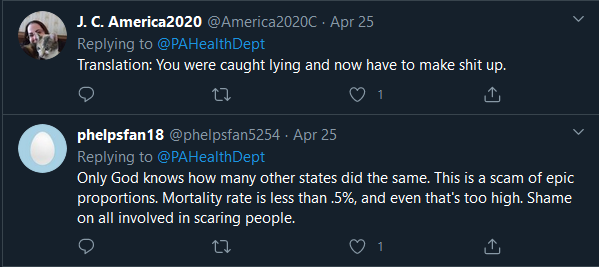 J. C. America2020 @America2020C · Apr 25
Replying to @PAHealthDept
Translation: You were caught lying and now have to make shit up.
1
phelpsfan18 @phelpsfan5254 · Apr 25
Replying to @PAHealthDept
Only God knows how many other states did the same. This is a scam of epic
proportions. Mortality rate is less than .5%, and even that's too high. Shame
on all involved in scaring people.
1